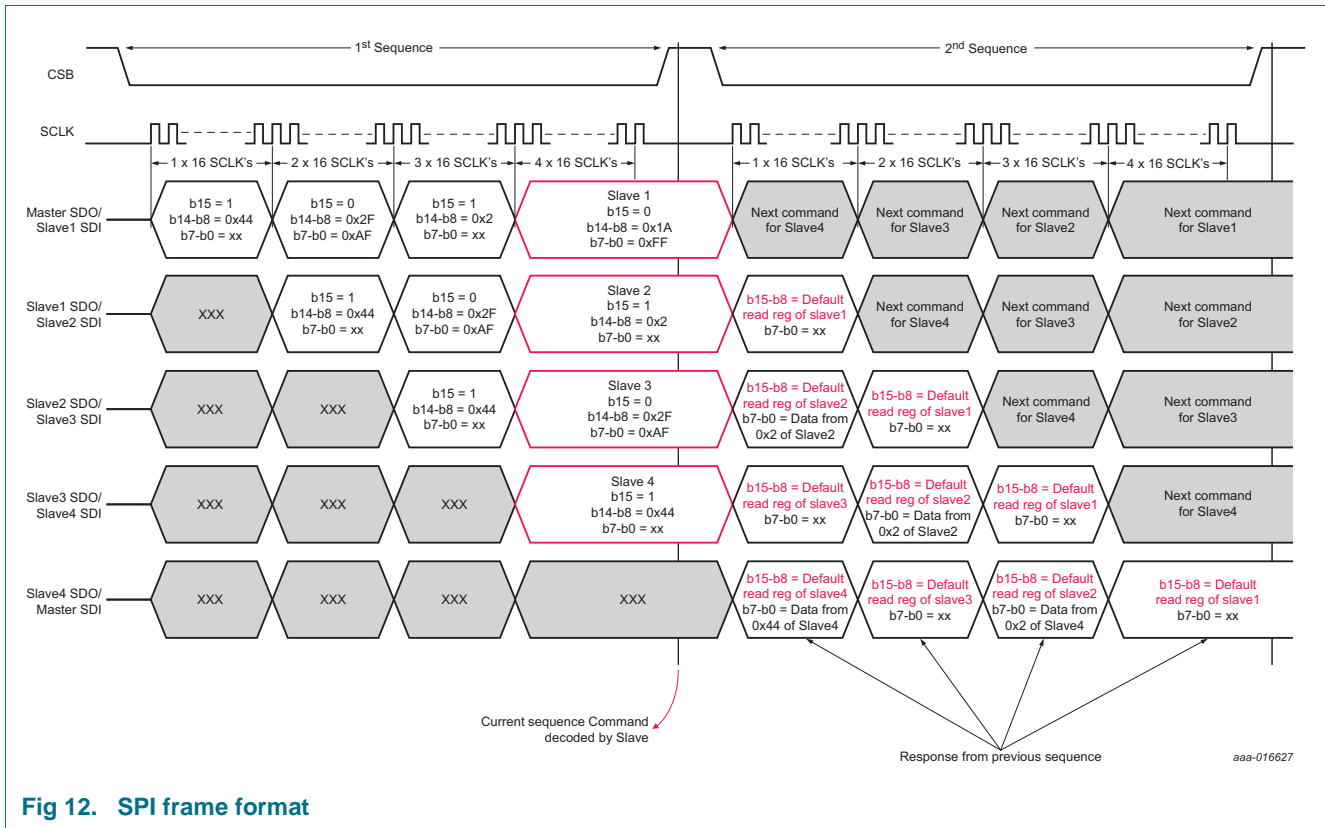 1st Sequence
2nd Sequence
CSB
SCLK
1 x 16 SCLK's
2 x 16 SCLK's
3 x 16 SCLK's
4 x 16 SCLK's
1 x 16 SCLK's
2 x 16 SCLK's
3 x 16 SCLK's
4 x 16 SCLK's
Master SDO/
Slave1 SDI
b15 = 1
b14-b8 = 0x44
b7-b0 = xx
b15 = 0
b14-b8 = 0x2F
b7-b0 = 0xAF
b15 = 1
b14-b8 = 0x2
b7-b0 = xx
Slave 1
b15 = 0
b14-b8 = 0x1A
b7-b0 = 0xFF
Next command
for Slave4
Next command
for Slave3
Next command
for Slave2
Next command
for Slave1
Slave1 SDO/
Slave2 SDI
XXX
b15 = 1
b14-b8 = 0x44
b7-b0 = xx
b15 = 0
b14-b8 = 0x2F
b7-b0 = 0xAF
Slave 2
b15 = 1
b14-b8 = 0x2
b7-b0 = xx
b15-b8 = Default
read reg of slave1
b7-b0 = xx
Next command
for Slave4
Next command
for Slave3
Next command
for Slave2
Slave2 SDO/
Slave3 SDI
XXX
XXX
b15 = 1
b14-b8 = 0x44
b7-b0 = xx
Slave 3
b15 = 0
b14-b8 = 0x2F
b7-b0 = 0xAF
b15-b8 = Default
read reg of slave2
b7-b0 = Data from
0x2 of Slave2
b15-b8 = Default
read reg of slave1
b7-b0 = xx
Next command
for Slave4
Next command
for Slave3
Slave3 SDO/
Slave4 SDI
XXX
XXX
XXX
Slave 4
b15 = 1
b14-b8 = 0x44
b7-b0 = xx
b15-b8 = Default
read reg of slave3
b7-b0 = xx
b15-b8 = Default
read reg of slave2
b7-b0 = Data from
0x2 of Slave2
b15-b8 = Default
read reg of slave1
b7-b0 = xx
Next command
for Slave4
Slave4 SDO/
Master SDI
XXX
XXX
XXX
XXX
b15-b8 = Default
read reg of slave4
b7-b0 = Data from
0x44 of Slave4
b15-b8 = Default
read reg of slave3
b7-b0 = xx
b15-b8 = Default
read reg of slave2
b7-b0 = Data from
0x2 of Slave4
b15-b8 = Default
read reg of slave1
b7-b0 = xx
Current sequence Command
decoded by Slave
Response from previous sequence
aaa-016627
Fig 12. SPI frame format